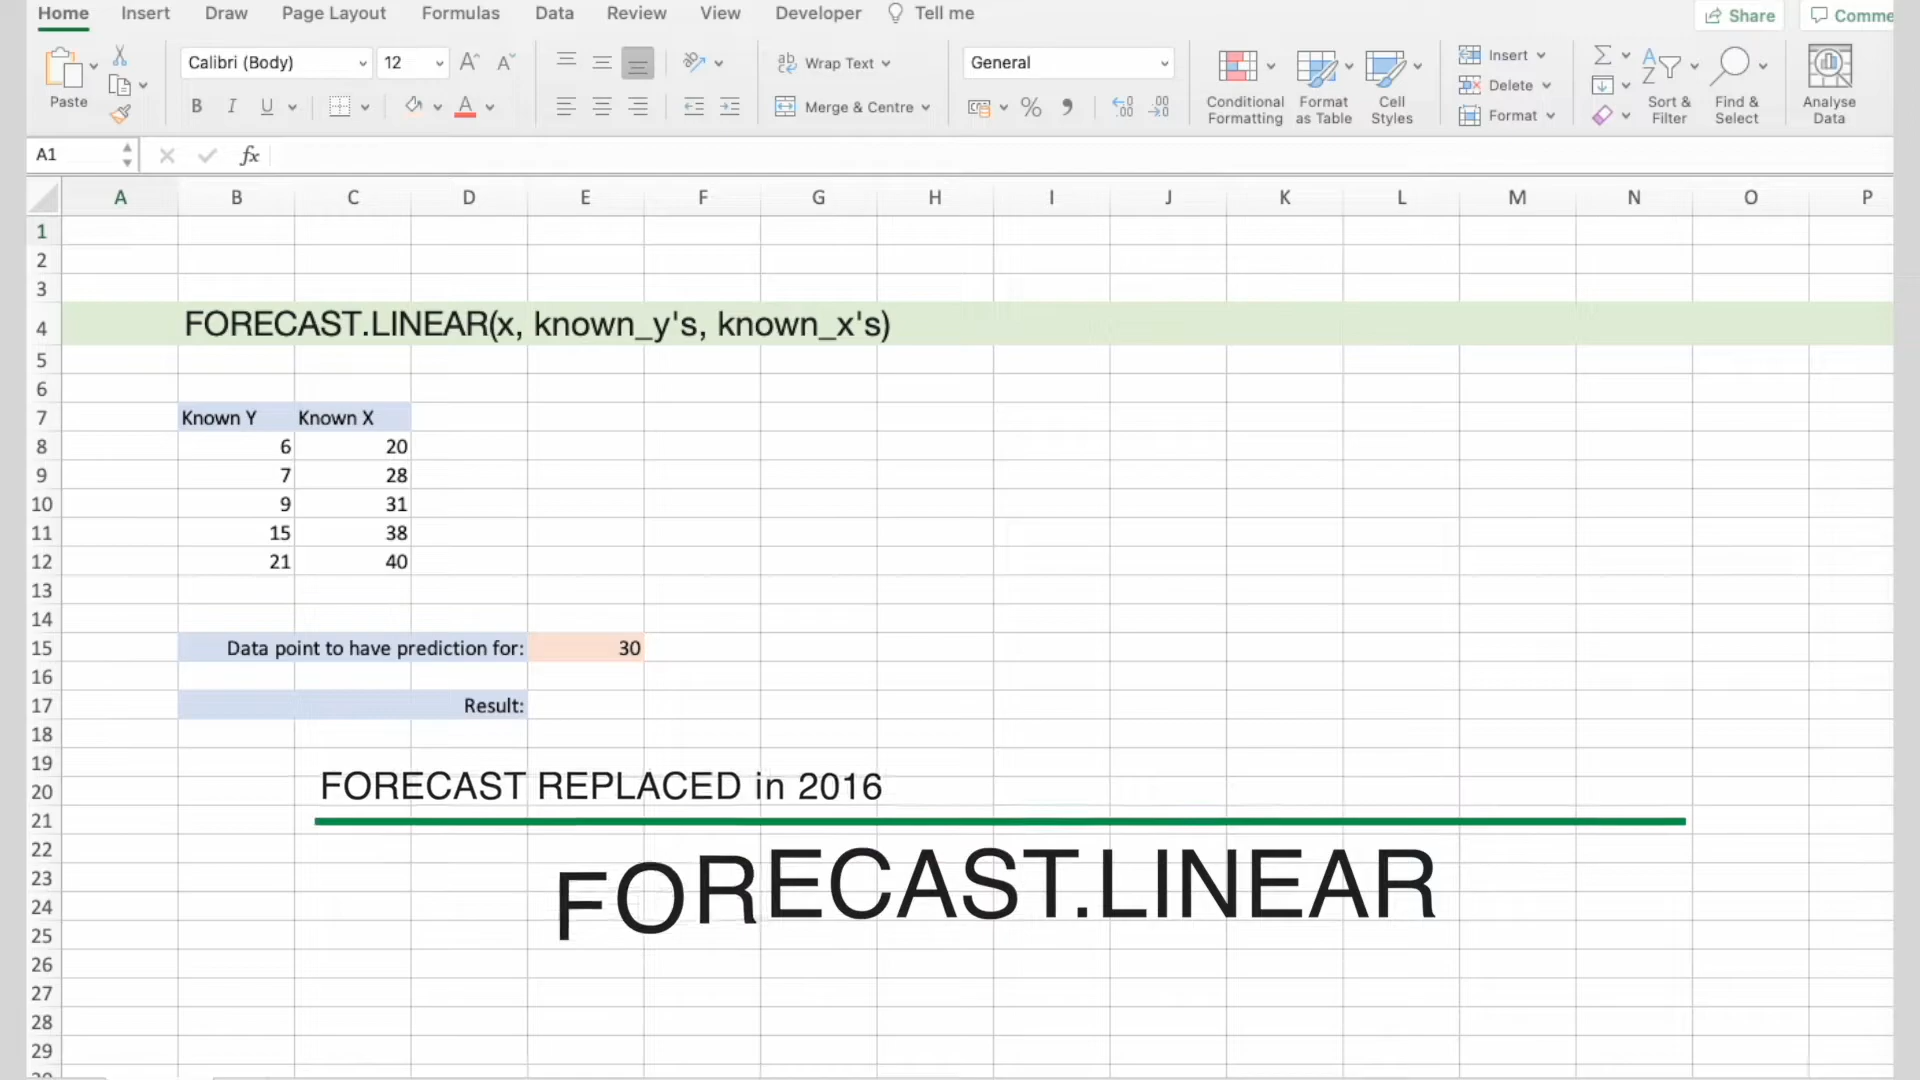 Home Insert Draw Page Layout Formulas Data Review View Developer Tell me Share Comme
Calibri (Body) 12 A A ab Wrap Text General Insert
Paste B I U A Merge & Centre % Conditional Formatting Format as Table Cell Styles Delete Format Sort & Filter Find & Select Analyse Data
A1 fx
A B C D E F G H I J K L M N O P
1
2
3
4 FORECAST.LINEAR(x, known_y's, known_x's)
5
6
7 Known Y Known X
8 6 20
9 7 28
10 9 31
11 15 38
12 21 40
13
14
15 Data point to have prediction for: 30
16
17 Result:
18
19
20 FORECAST REPLACED in 2016
21
22
23 FORECAST.LINEAR
24
25
26
27
28
29